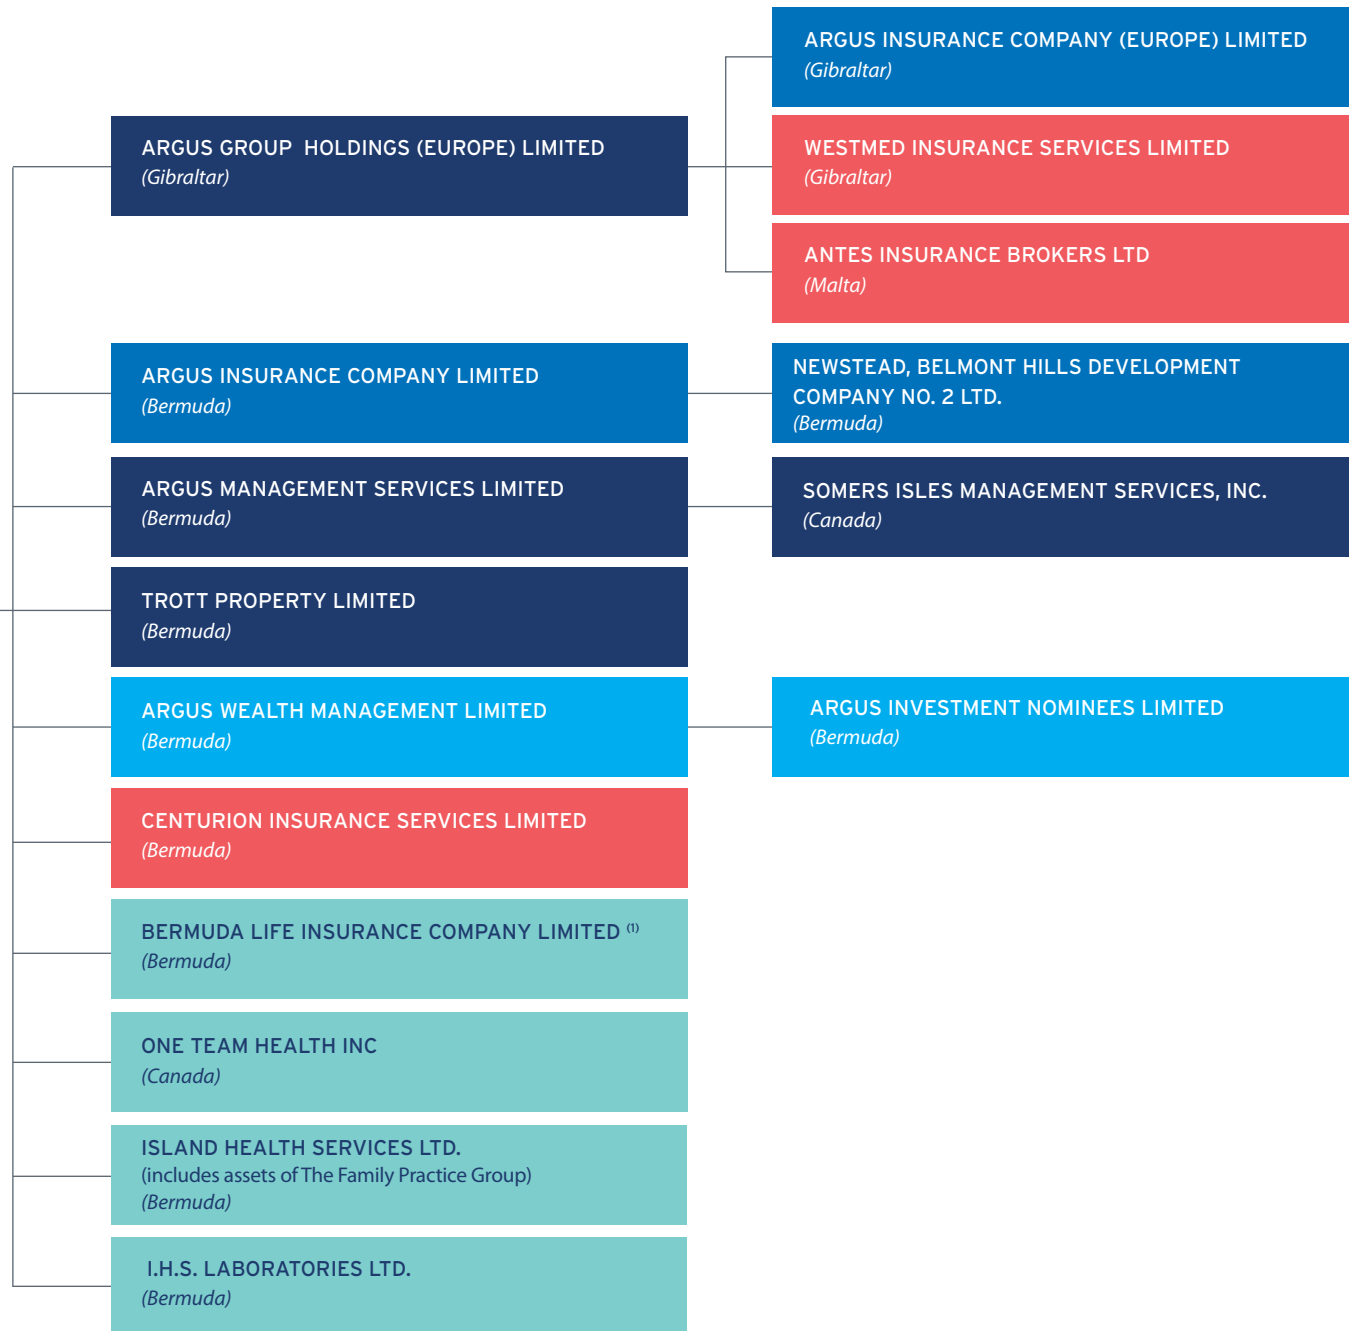 ARGUS GROUP HOLDINGS (EUROPE) LIMITED
(Gibraltar)
ARGUS INSURANCE COMPANY (EUROPE) LIMITED
(Gibraltar)
WESTMED INSURANCE SERVICES LIMITED
(Gibraltar)
ANTES INSURANCE BROKERS LTD
(Malta)
ARGUS INSURANCE COMPANY LIMITED
(Bermuda)
NEWSTEAD, BELMONT HILLS DEVELOPMENT
COMPANY NO. 2 LTD.
(Bermuda)
ARGUS MANAGEMENT SERVICES LIMITED
(Bermuda)
SOMERS ISLES MANAGEMENT SERVICES, INC.
(Canada)
TROTT PROPERTY LIMITED
(Bermuda)
ARGUS WEALTH MANAGEMENT LIMITED
(Bermuda)
ARGUS INVESTMENT NOMINEES LIMITED
(Bermuda)
CENTURION INSURANCE SERVICES LIMITED
(Bermuda)
BERMUDA LIFE INSURANCE COMPANY LIMITED (1)
(Bermuda)
ONE TEAM HEALTH INC
(Canada)
ISLAND HEALTH SERVICES LTD.
(includes assets of The Family Practice Group)
(Bermuda)
I.H.S. LABORATORIES LTD.
(Bermuda)